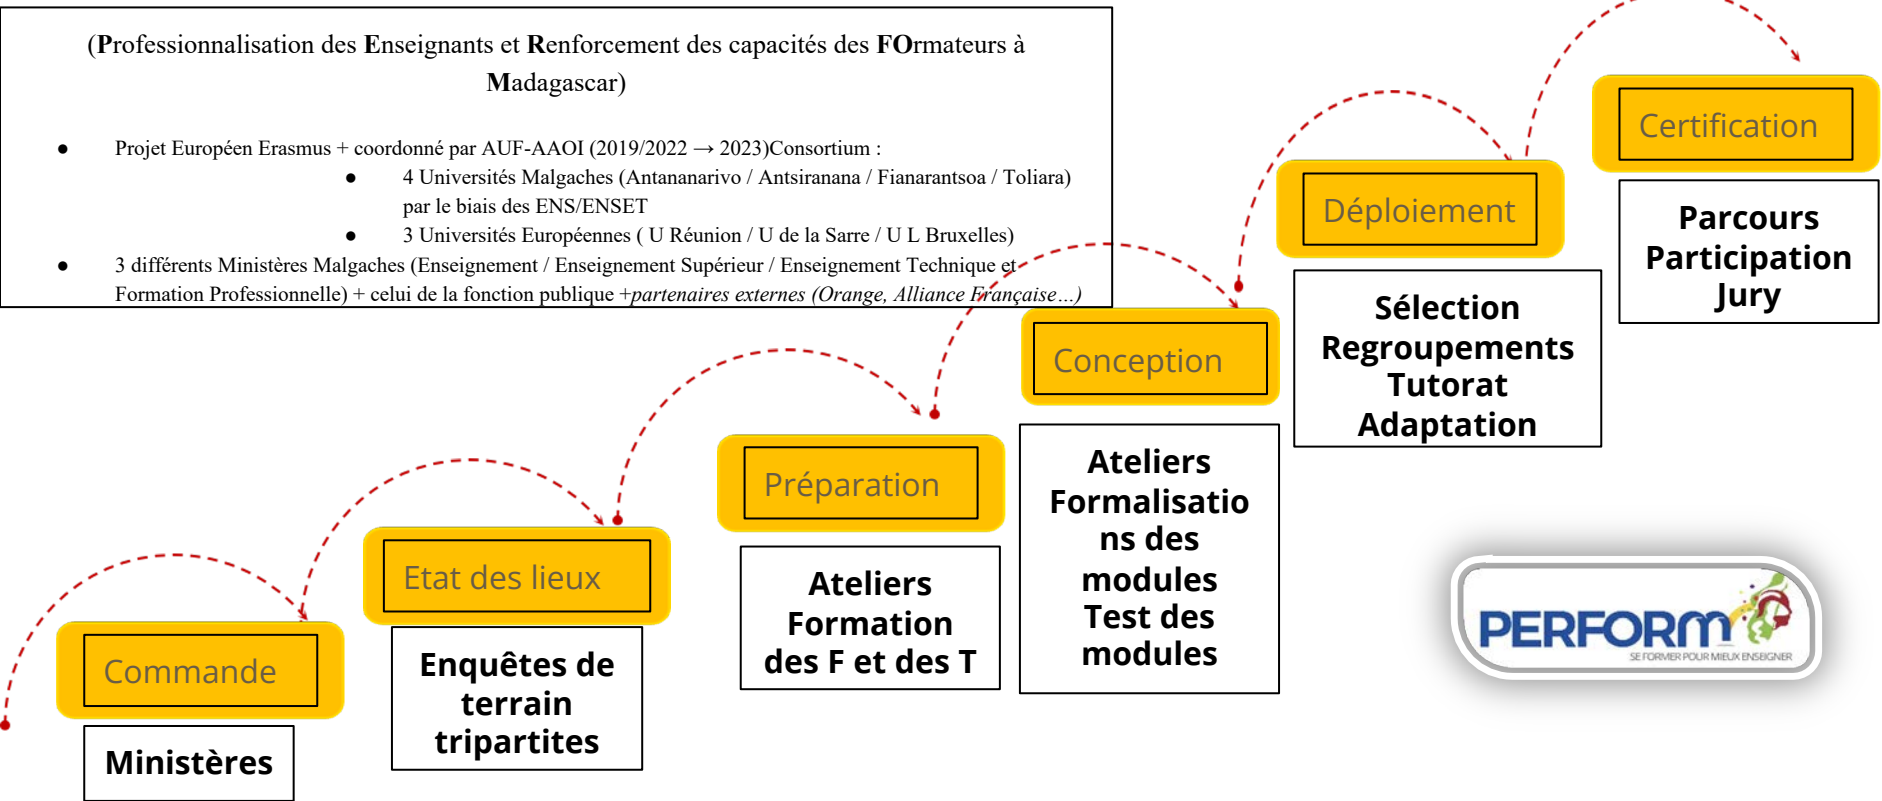 (Professionnalisation des Enseignants et Renforcement des capacités des FOrmateurs à
Madagascar)
● Projet Européen Erasmus + coordonné par AUF-AAOI (2019/2022 → 2023)Consortium :
● 4 Universités Malgaches (Antananarivo / Antsiranana / Fianarantsoa / Toliara)
par le biais des ENS/ENSET
● 3 Universités Européennes ( U Réunion / U de la Sarre / U L Bruxelles)
● 3 différents Ministères Malgaches (Enseignement / Enseignement Supérieur / Enseignement Technique et
Formation Professionnelle) + celui de la fonction publique +partenaires externes (Orange, Alliance Française…)
Commande
Ministères
Etat des lieux
Enquêtes de
terrain
tripartites
Préparation
Ateliers
Formation
des F et des T
Conception
Ateliers
Formalisatio
ns des
modules
Test des
modules
Déploiement
Sélection
Regroupements
Tutorat
Adaptation
Certification
Parcours
Participation
Jury
PERFORM
SE FORMER POUR MIEUX ENSEIGNER